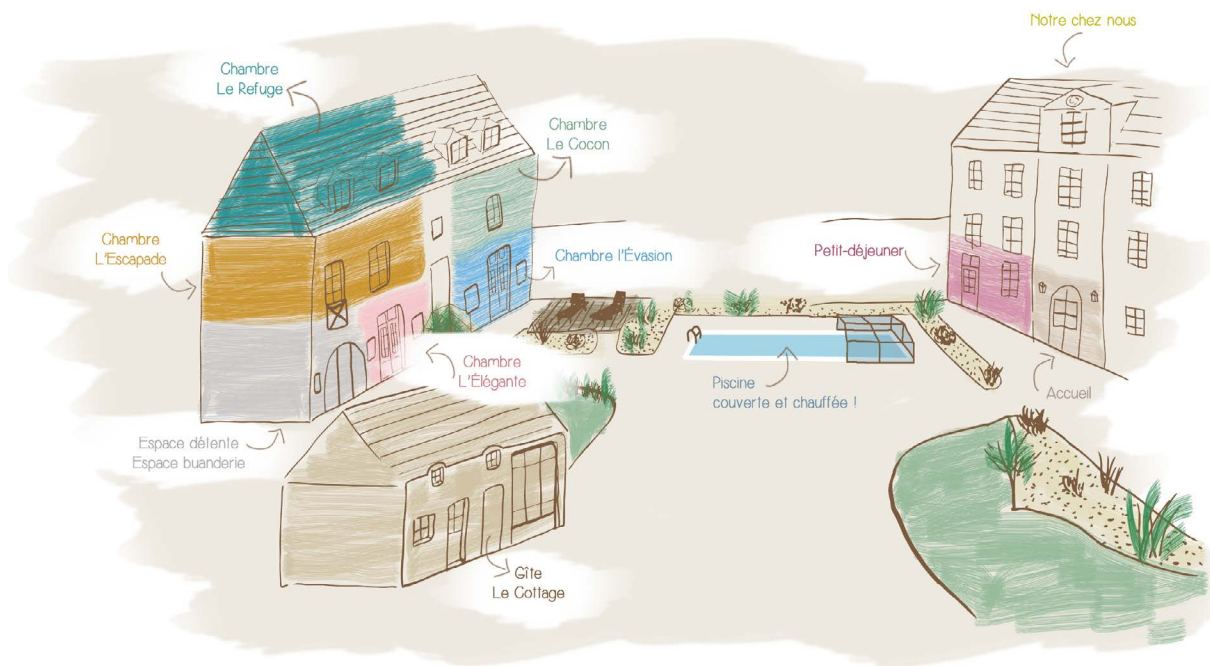 Notre chez nous
Chambre
Le Refuge
Chambre
Le Cocon
Chambre
L'Escapade
Chambre l'Évasion
Petit-déjeuner
Chambre
L'Élégante
Piscine
couverte et chauffée !
Accueil
Espace détente
Espace buanderie
Gîte
Le Cottage